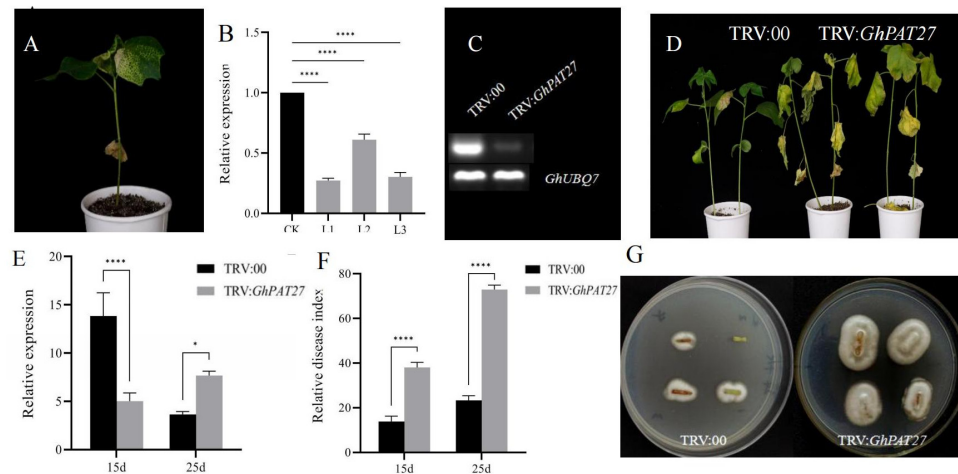 A
B
Relative expression
1.5
1.0
0.5
0.0
****
****
****
CK
L1
L2
L3
C
TRV:00
TRV:GhPAT27
GhUBQ7
D
TRV:00 TRV:GhPAT27
E
Relative expression
20
15
10
5
0
****
*
TRV:00
TRV:GhPAT27
15d
25d
F
Relative disease index
80
60
40
20
0
****
****
TRV:00
TRV:GhPAT27
15d
25d
G
TRV:00
TRV:GhPAT27